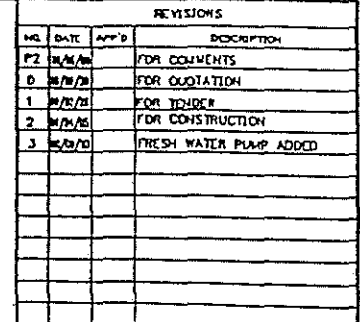 REVISIONS
NO. DATE APP'D DESCRIPTION
P2 FOR COMMENTS
0 FOR QUOTATION
1 FOR TENDER
2 FOR CONSTRUCTION
3 FRESH WATER PUMP ADDED